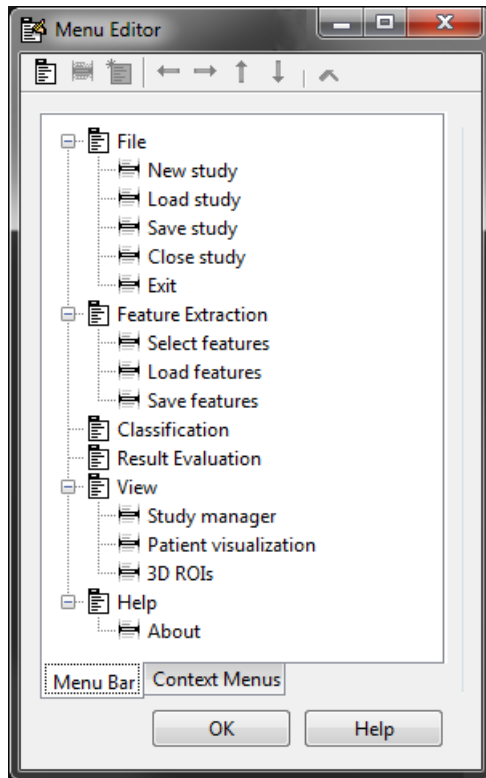 Menu Editor
File
New study
Load study
Save study
Close study
Exit
Feature Extraction
Select features
Load features
Save features
Classification
Result Evaluation
View
Study manager
Patient visualization
3D ROIs
Help
About
Menu Bar Context Menus
OK Help